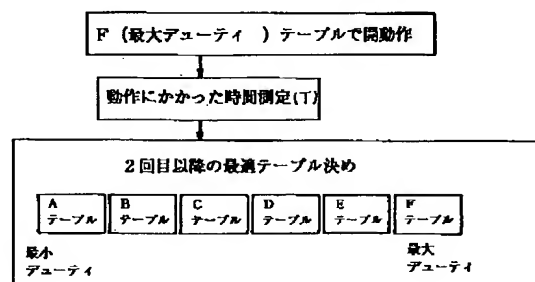 F (最大デューティ ) テーブルで開動作
動作にかかった時間測定(T)
2回目以降の最適テーブル決め
A テーブル
B テーブル
C テーブル
D テーブル
E テーブル
F テーブル
最小 デューティ
最大 デューティ